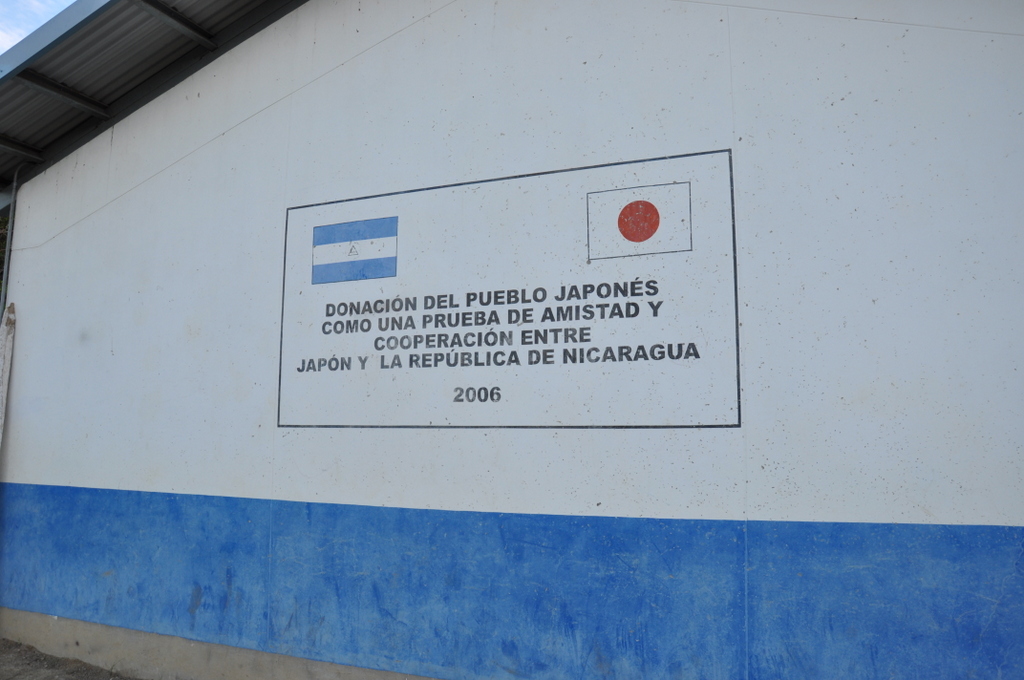 DONACIÓN DEL PUEBLO JAPONÉS
COMO UNA PRUEBA DE AMISTAD Y
COOPERACIÓN ENTRE
JAPÓN Y LA REPÚBLICA DE NICARAGUA
2006